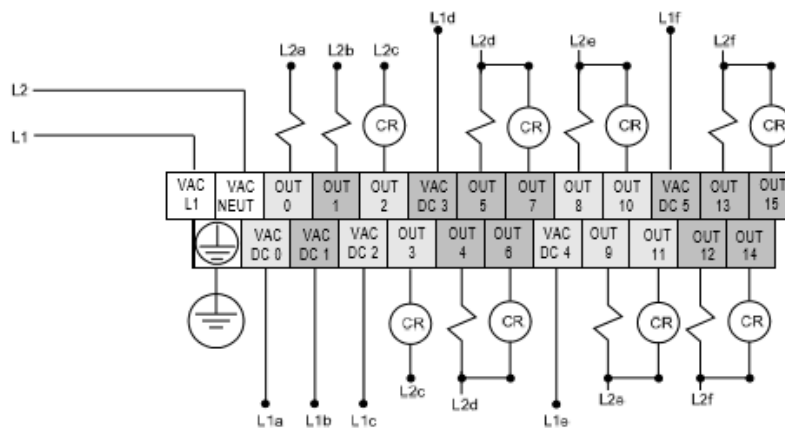 L1d L1f
L2a L2b L2c L2d L2e L2f
L2
L1
CR CR CR CR
VAC L1 VAC NEUT OUT 0 OUT 1 OUT 2 VAC DC 3 OUT 5 OUT 7 OUT 8 OUT 10 VAC DC 5 OUT 13 OUT 15
VAC DC 0 VAC DC 1 VAC DC 2 OUT 3 OUT 4 OUT 6 VAC DC 4 OUT 9 OUT 11 OUT 12 OUT 14
CR CR CR CR
L2c L2d L2e L2f
L1a L1b L1c L1e